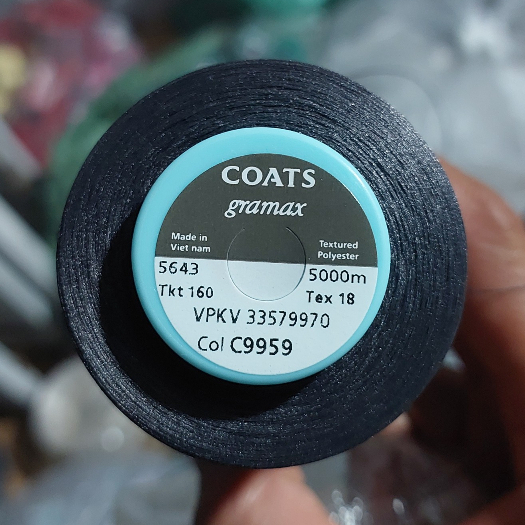 COATS
gramax
Made in Viet nam
Textured Polyester
5643
5000m
Tkt 160
Tex 18
VPKV 33579970
Col C9959